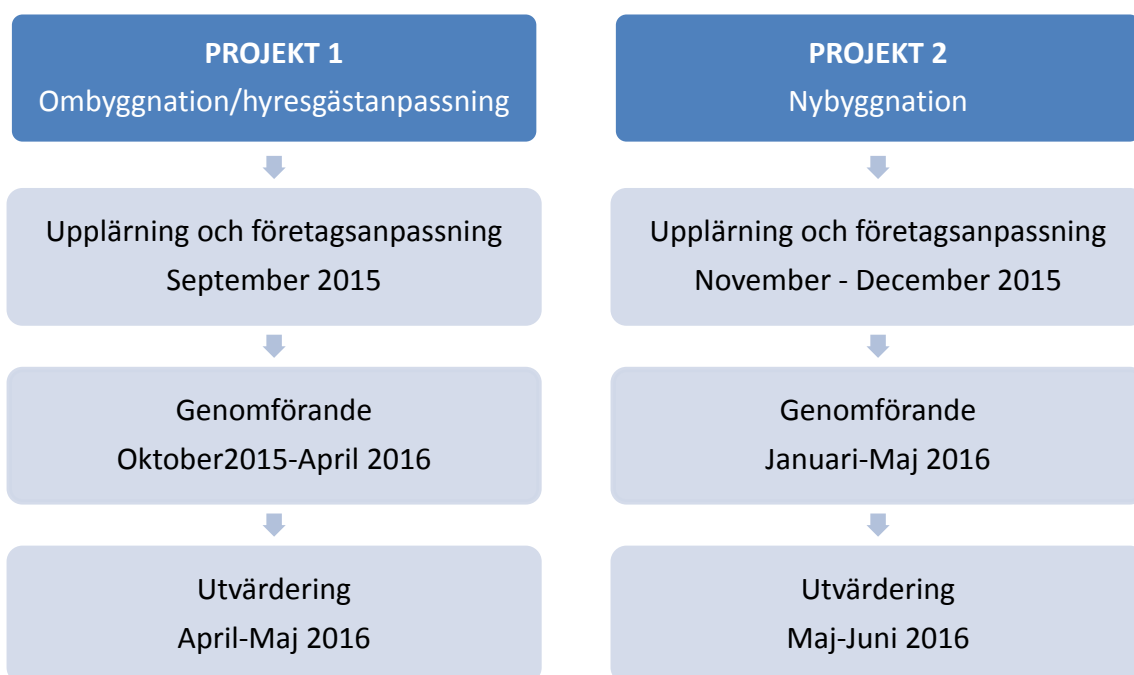 PROJEKT 1
Ombyggnation/hyresgästanpassning
Upplärning och företagsanpassning
September 2015
Genomförande
Oktober2015-April 2016
Utvärdering
April-Maj 2016
PROJEKT 2
Nybyggnation
Upplärning och företagsanpassning
November - December 2015
Genomförande
Januari-Maj 2016
Utvärdering
Maj-Juni 2016